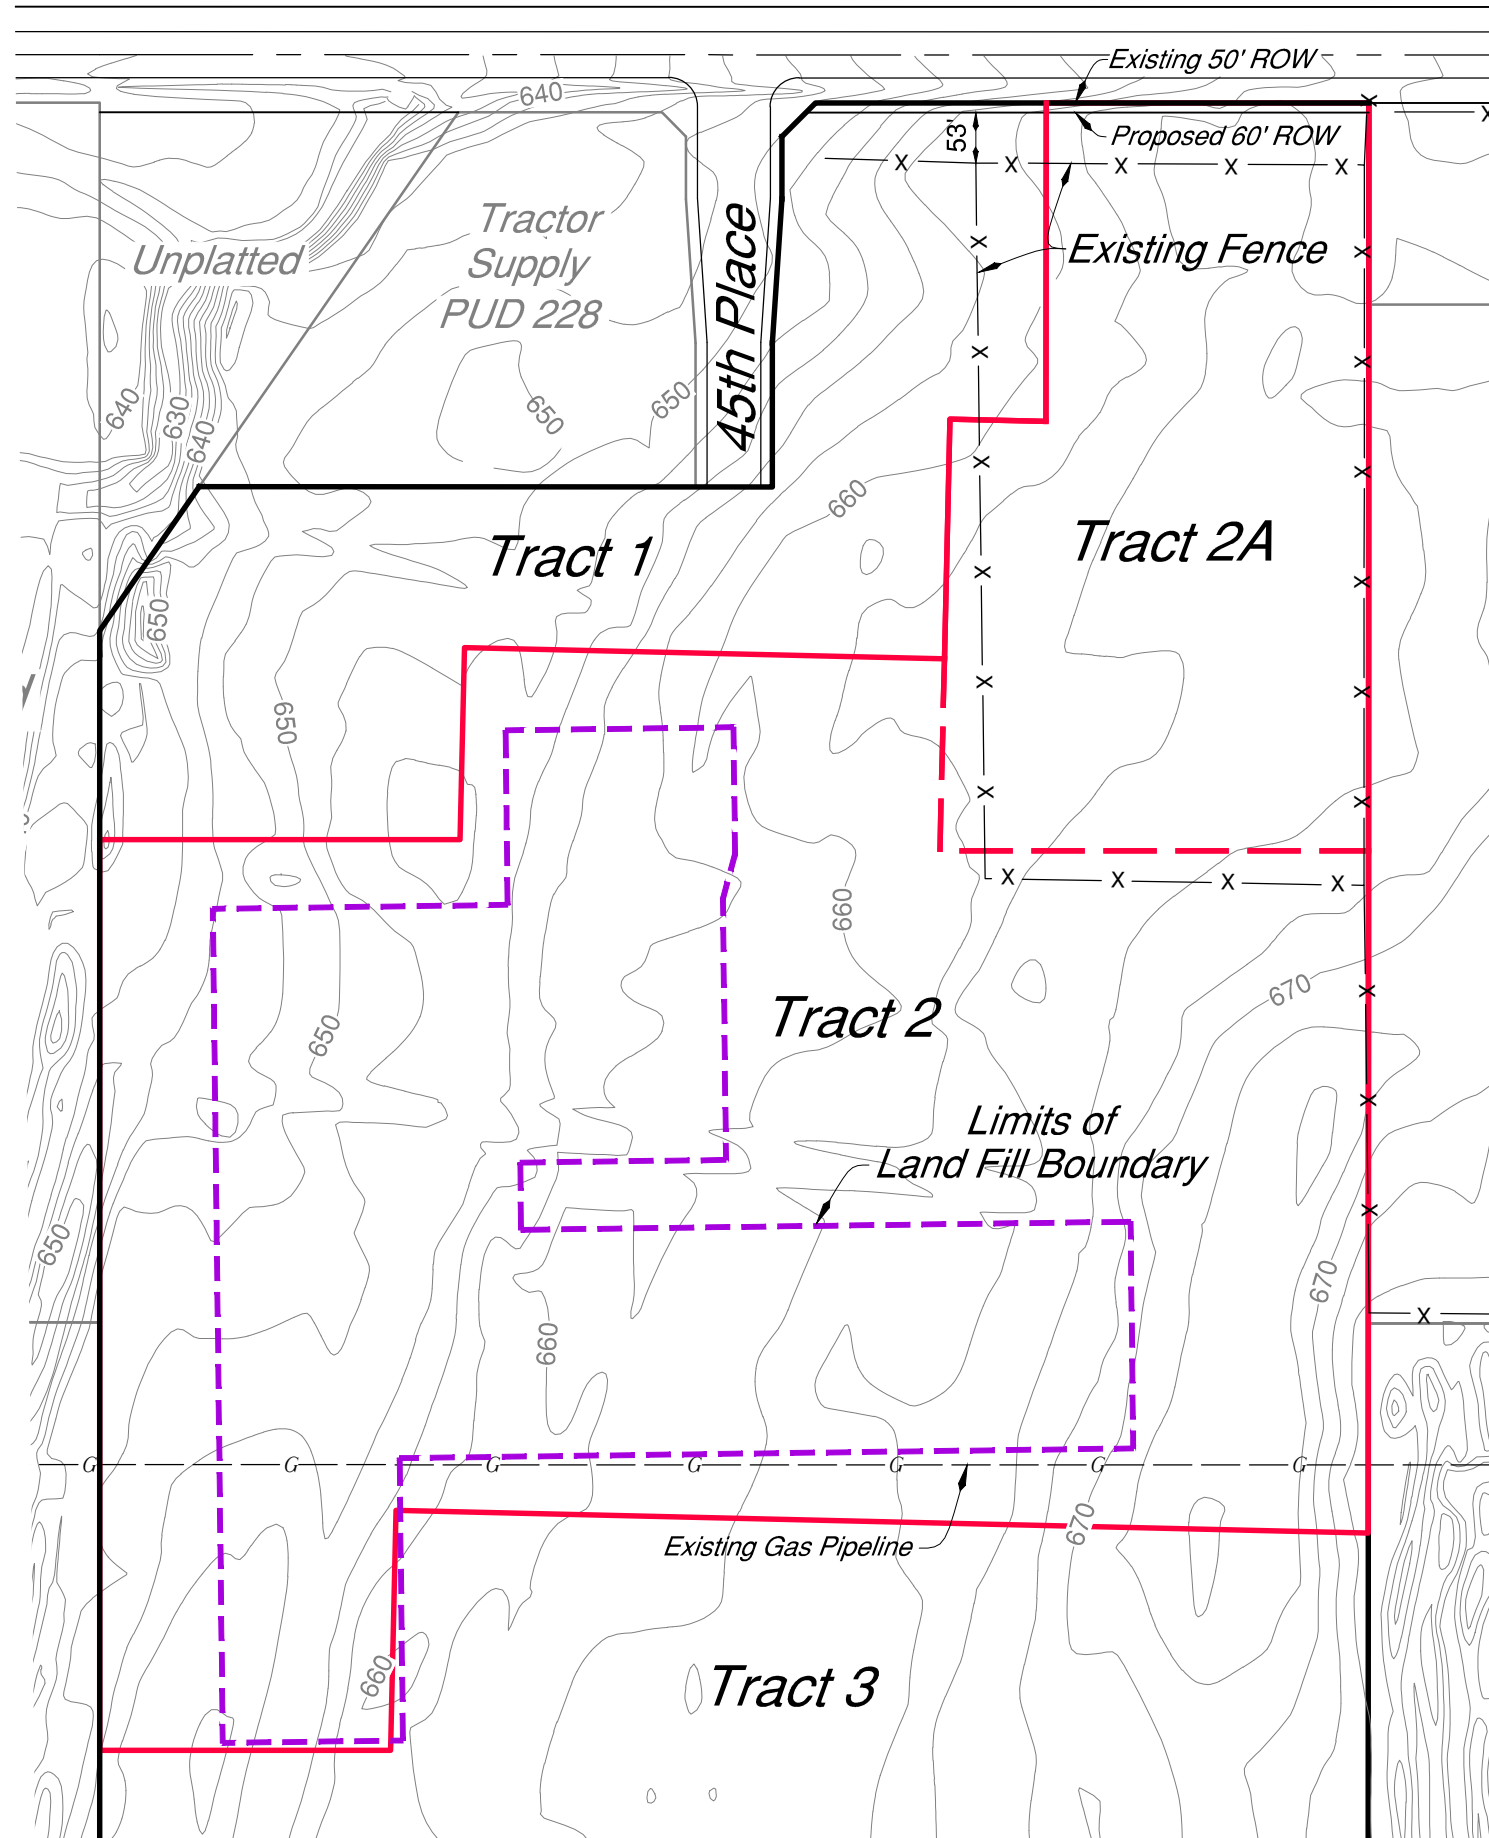 Existing 50' ROW
640
Proposed 60' ROW
53'
X X X X X
Tractor
Supply
PUD 228
Unplatted
45th Place
Existing Fence
640
630
640
650
650
660
Tract 1
Tract 2A
650
650
660
670
Tract 2
650
Limits of
Land Fill Boundary
650
670
660
G G G G G G G
Existing Gas Pipeline
670
660
Tract 3